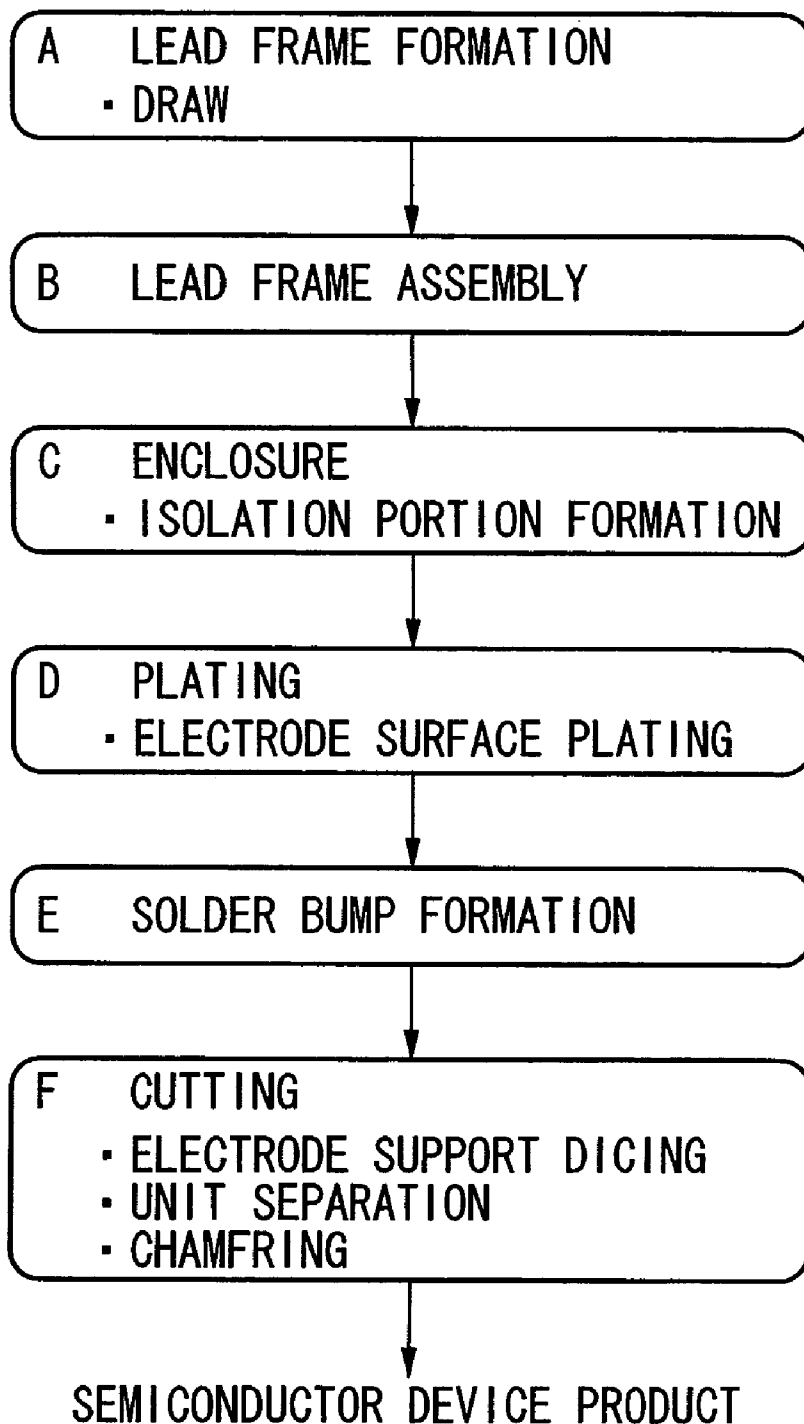 A LEAD FRAME FORMATION
· DRAW
B LEAD FRAME ASSEMBLY
C ENCLOSURE
· ISOLATION PORTION FORMATION
D PLATING
· ELECTRODE SURFACE PLATING
E SOLDER BUMP FORMATION
F CUTTING
· ELECTRODE SUPPORT DICING
· UNIT SEPARATION
· CHAMFRING
SEMICONDUCTOR DEVICE PRODUCT